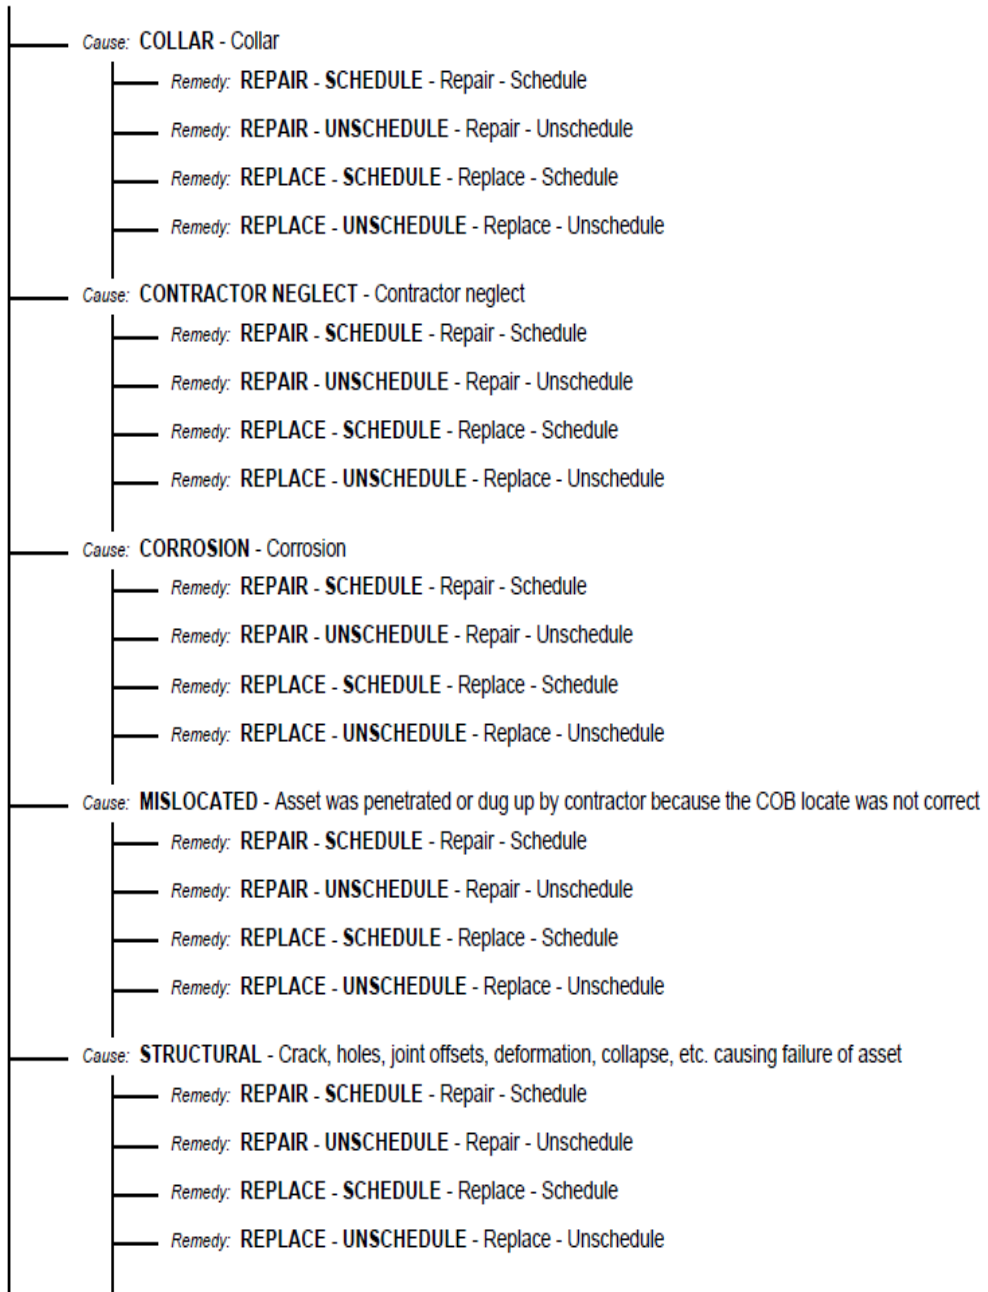 Cause: COLLAR - Collar
Remedy: REPAIR - SCHEDULE - Repair - Schedule
Remedy: REPAIR - UNSCHEDULE - Repair - Unschedule
Remedy: REPLACE - SCHEDULE - Replace - Schedule
Remedy: REPLACE - UNSCHEDULE - Replace - Unschedule
Cause: CONTRACTOR NEGLECT - Contractor neglect
Remedy: REPAIR - SCHEDULE - Repair - Schedule
Remedy: REPAIR - UNSCHEDULE - Repair - Unschedule
Remedy: REPLACE - SCHEDULE - Replace - Schedule
Remedy: REPLACE - UNSCHEDULE - Replace - Unschedule
Cause: CORROSION - Corrosion
Remedy: REPAIR - SCHEDULE - Repair - Schedule
Remedy: REPAIR - UNSCHEDULE - Repair - Unschedule
Remedy: REPLACE - SCHEDULE - Replace - Schedule
Remedy: REPLACE - UNSCHEDULE - Replace - Unschedule
Cause: MISLOCATED - Asset was penetrated or dug up by contractor because the COB locate was not correct
Remedy: REPAIR - SCHEDULE - Repair - Schedule
Remedy: REPAIR - UNSCHEDULE - Repair - Unschedule
Remedy: REPLACE - SCHEDULE - Replace - Schedule
Remedy: REPLACE - UNSCHEDULE - Replace - Unschedule
Cause: STRUCTURAL - Crack, holes, joint offsets, deformation, collapse, etc. causing failure of asset
Remedy: REPAIR - SCHEDULE - Repair - Schedule
Remedy: REPAIR - UNSCHEDULE - Repair - Unschedule
Remedy: REPLACE - SCHEDULE - Replace - Schedule
Remedy: REPLACE - UNSCHEDULE - Replace - Unschedule